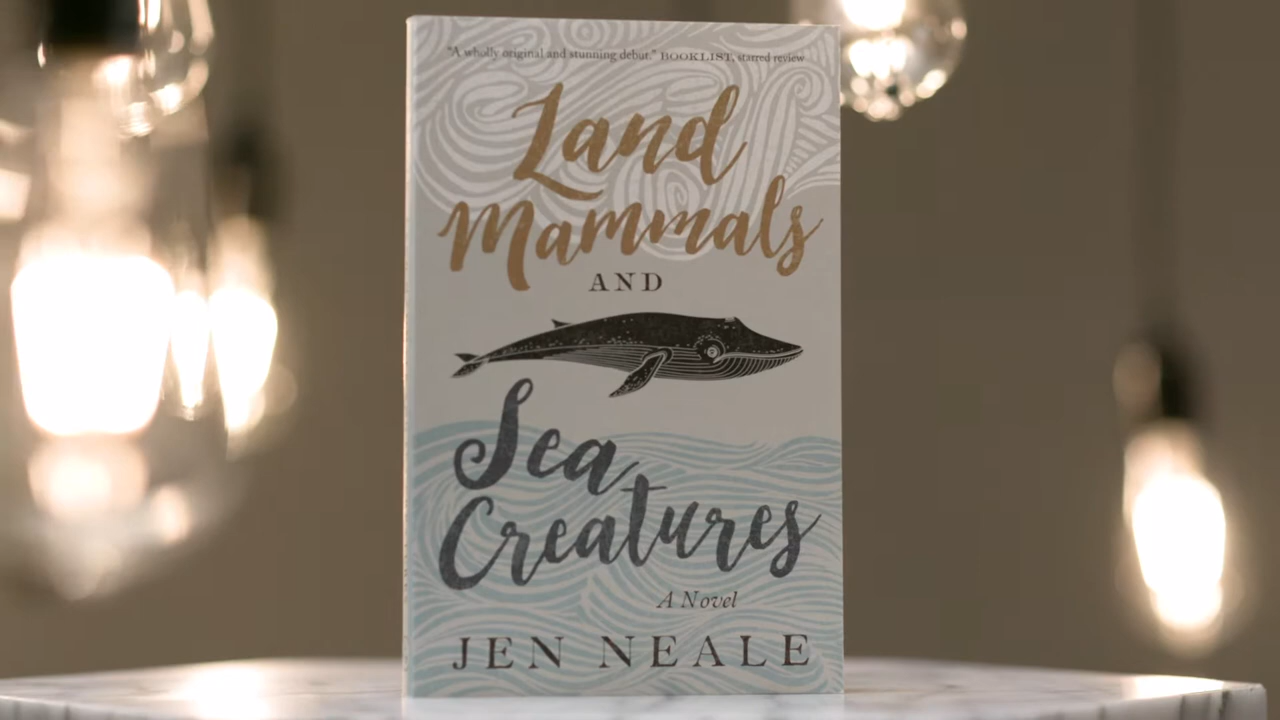 "A wholly original and stunning debut." BOOKLIST, starred review
Land
Mammals
AND
Sea
Creatures
A Novel
JEN NEALE